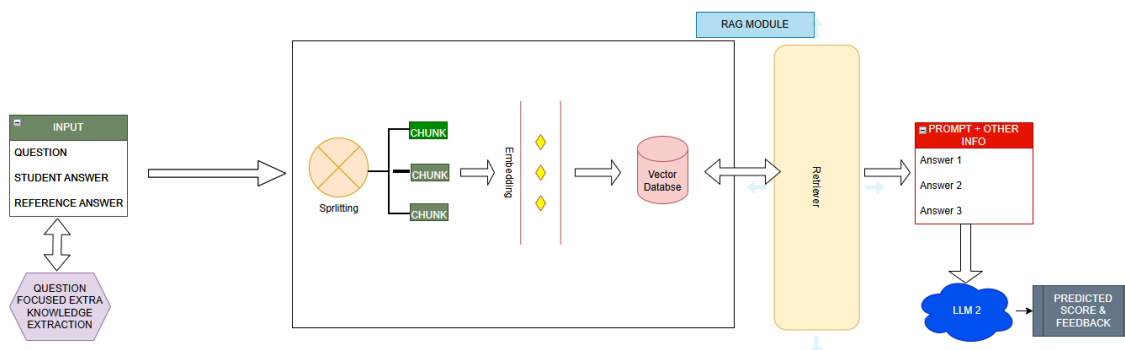 RAG MODULE
INPUT
QUESTION
STUDENT ANSWER
REFERENCE ANSWER
QUESTION
FOCUSED EXTRA
KNOWLEDGE
EXTRACTION
Sprlitting
CHUNK
CHUNK
CHUNK
Embedding
Vector
Databse
Retriever
PROMPT + OTHER
INFO
Answer 1
Answer 2
Answer 3
LLM 2
PREDICTED
SCORE &
FEEDBACK